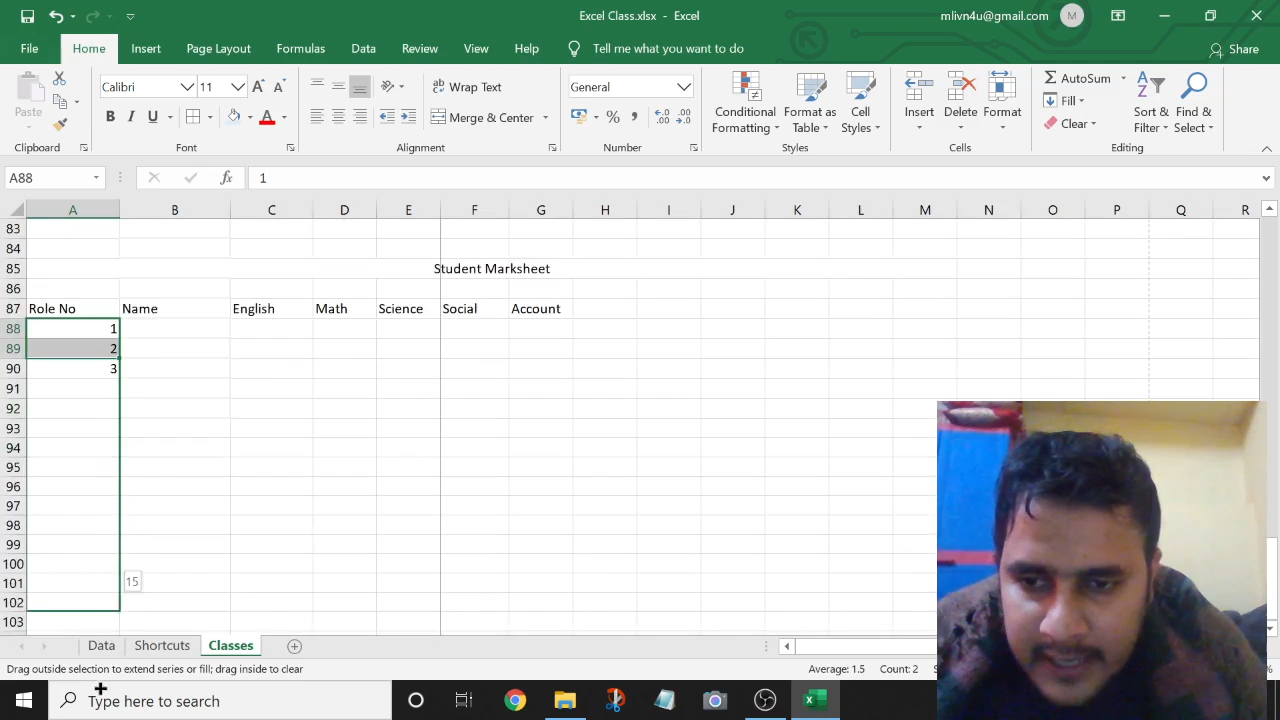 Excel Class.xlsx - Excel
mlivn4u@gmail.com M
File Home Insert Page Layout Formulas Data Review View Help Tell me what you want to do Share
Paste
Calibri 11
B I U
Wrap Text
Merge & Center
General
Conditional Formatting
Format as Table
Cell Styles
Insert Delete Format
AutoSum
Fill
Clear
Sort & Filter
Find & Select
Clipboard Font Alignment Number Styles Cells Editing
A88 fx 1
A B C D E F G H I J K L M N O P Q R
83
84
85 Student Marksheet
86
87 Role No Name English Math Science Social Account
88 1
89 2
90 3
91
92
93
94
95
96
97
98
99
100
101 15
102
103
Data Shortcuts Classes
Drag outside selection to extend series or fill; drag inside to clear Average: 1.5 Count: 2
Type here to search